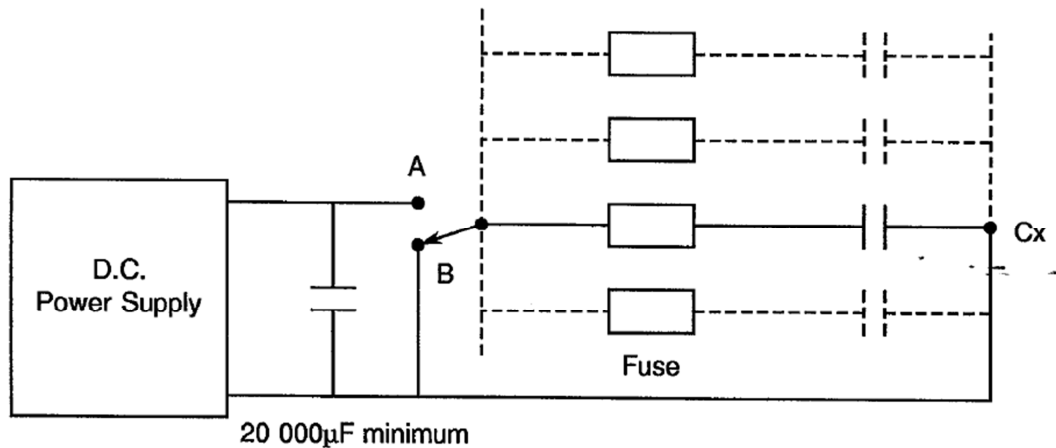 A
Cx
B
D.C.
Power Supply
Fuse
20 000µF minimum